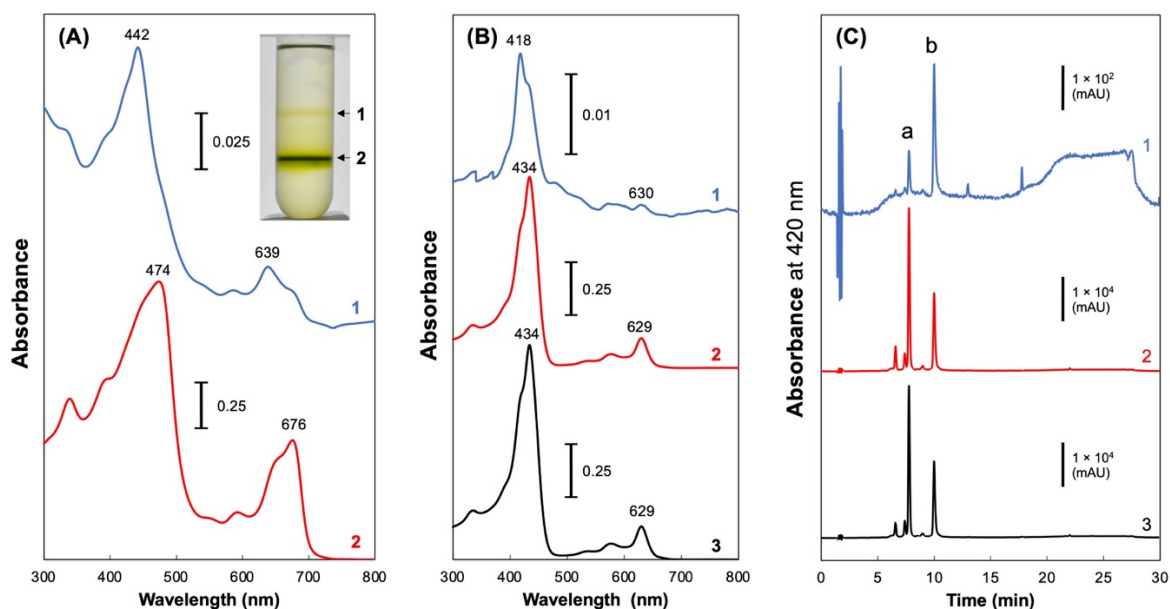 (A)
442
0.025
1
2
639
1
474
0.25
676
2
300 400 500 600 700 800
Wavelength (nm)
Absorbance
(B)
418
0.01
434
630
1
0.25
434
629
2
0.25
629
3
300 400 500 600 700 800
Wavelength (nm)
Absorbance
(C)
b
1 × 10²
(mAU)
a
1
1 × 10⁴
(mAU)
2
1 × 10⁴
(mAU)
3
0 5 10 15 20 25 30
Time (min)
Absorbance at 420 nm